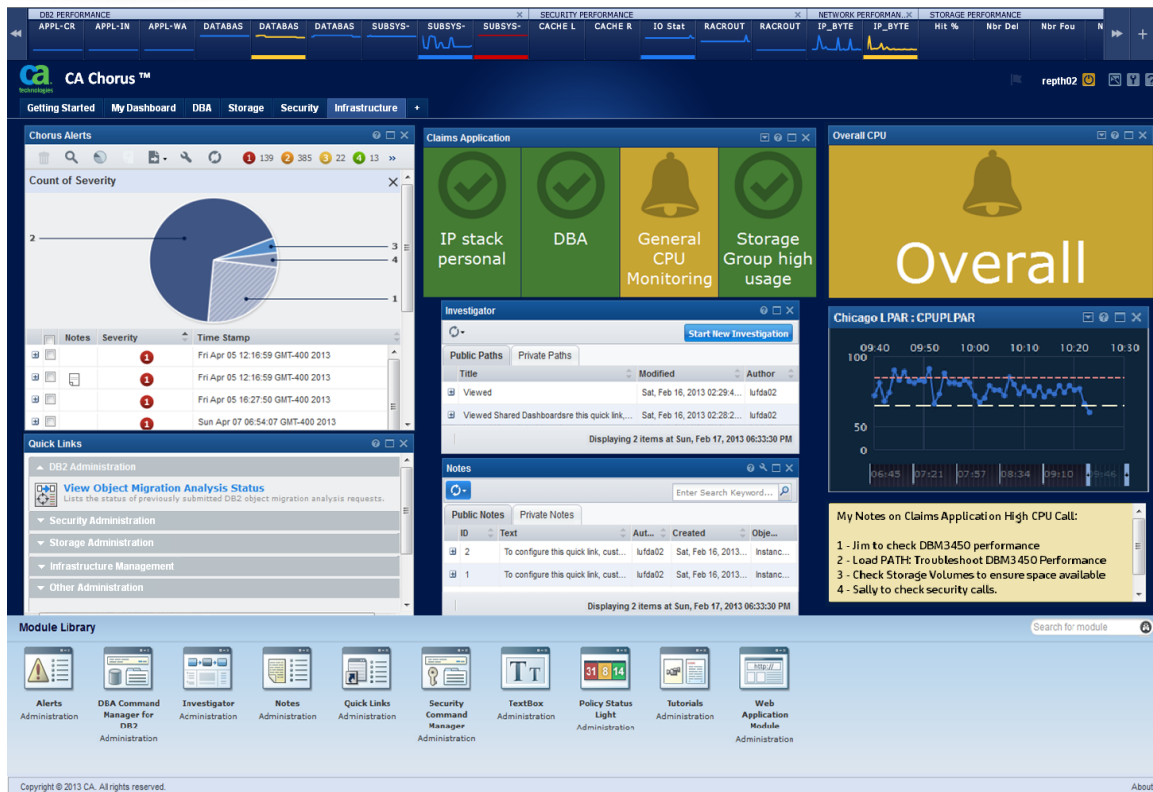 DB2 PERFORMANCE
SECURITY PERFORMANCE
NETWORK PERFORMAN..
STORAGE PERFORMANCE
APPL-CR APPL-IN APPL-WA DATABAS DATABAS DATABAS SUBSYS- SUBSYS- SUBSYS- CACHE L CACHE R IO Stat RACROUT RACROUT IP_BYTE IP_BYTE Hit % Nbr Del Nbr Fou N
ca
technologies
CA Chorus ™
repth02
Getting Started My Dashboard DBA Storage Security Infrastructure +
Chorus Alerts
1 139 2 385 3 22 4 13 »
Count of Severity
2
3
4
1
Notes Severity Time Stamp
1 Fri Apr 05 12:16:59 GMT-400 2013
1 Fri Apr 05 12:16:59 GMT-400 2013
1 Fri Apr 05 16:27:50 GMT-400 2013
1 Sun Apr 07 06:54:07 GMT-400 2013
Quick Links
DB2 Administration
View Object Migration Analysis Status
Lists the status of previously submitted DB2 object migration analysis requests.
Security Administration
Storage Administration
Infrastructure Management
Other Administration
Claims Application
IP stack
personal
DBA
General
CPU
Monitoring
Storage
Group high
usage
Investigator
Start New Investigation
Public Paths Private Paths
Title Modified Author
Viewed Sat, Feb 16, 2013 02:29:4... lufda02
Viewed Shared Dashboardsre this quick link,... Sat, Feb 16, 2013 02:28:2... lufda02
Displaying 2 items at Sun, Feb 17, 2013 06:33:30 PM
Notes
Enter Search Keyword...
Public Notes Private Notes
ID Text Aut... Created Obje...
2 To configure this quick link, cust... lufda02 Sat, Feb 16, 2013... Instanc...
1 To configure this quick link, cust... lufda02 Sat, Feb 16, 2013... Instanc...
Displaying 2 items at Sun, Feb 17, 2013 06:33:30 PM
Overall CPU
Overall
Chicago LPAR : CPUPLPAR
09:40 09:50 10:00 10:10 10:20 10:30
100
50
0
06:45 07:21 07:57 08:34 09:10 09:46
My Notes on Claims Application High CPU Call:
1 - Jim to check DBM3450 performance
2 - Load PATH: Troubleshoot DBM3450 Performance
3 - Check Storage Volumes to ensure space available
4 - Sally to check security calls.
Module Library
Search for module
Alerts
Administration
DBA Command
Manager for
DB2
Administration
Investigator
Administration
Notes
Administration
Quick Links
Administration
Security
Command
Manager
Administration
TextBox
Administration
31 8 14
Policy Status
Light
Administration
Tutorials
Administration
http://
Web
Application
Module
Administration
Copyright © 2013 CA. All rights reserved.
About